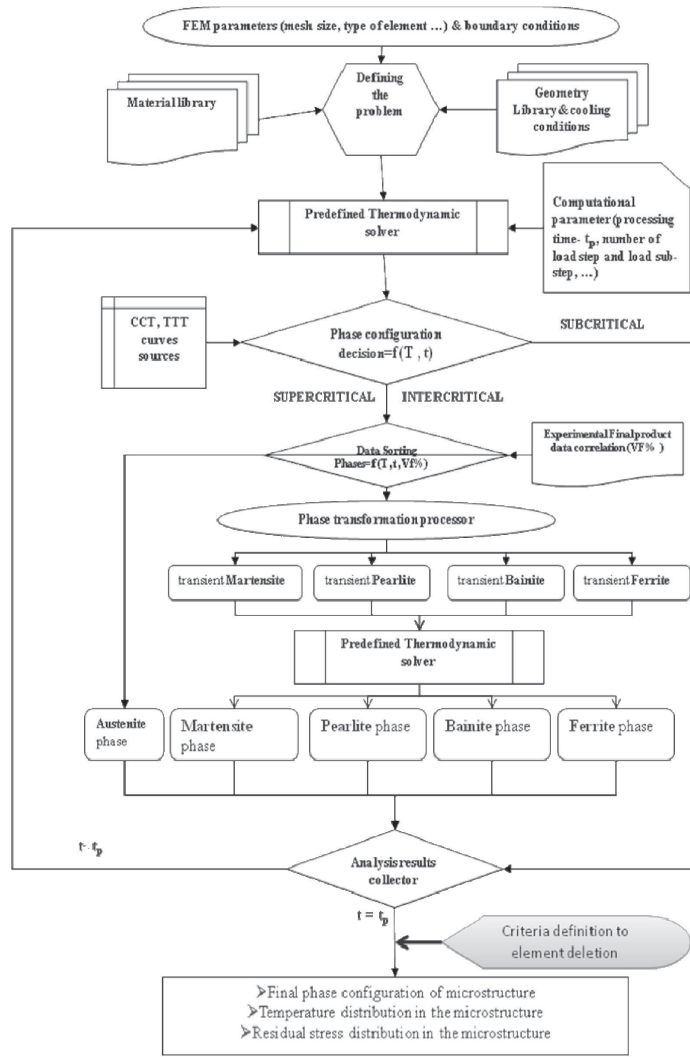 FEM parameters (mesh size, type of element ...) & boundary conditions
Material library
Defining
the
problem
Geometry
Library & cooling
conditions
Predefined Thermodynamic
solver
Computational
parameter (processing
time- tp, number of
load step and load sub-
step, ...)
CCT, TTT
curves
sources
Phase configuration
decision=f(T , t)
SUBCRITICAL
SUPERCRITICAL
INTERCRITICAL
Data Sorting
Phases=f(T,t,Vf%)
Experimental Final product
data correlation (VF% )
Phase transformation processor
transient Martensite
transient Pearlite
transient Bainite
transient Ferrite
Predefined Thermodynamic
solver
Austenite
phase
Martensite
phase
Pearlite phase
Bainite phase
Ferrite phase
t- tp
Analysis results
collector
t = tp
Criteria definition to
element deletion
➢Final phase configuration of microstructure
➢Temperature distribution in the microstructure
➢Residual stress distribution in the microstructure